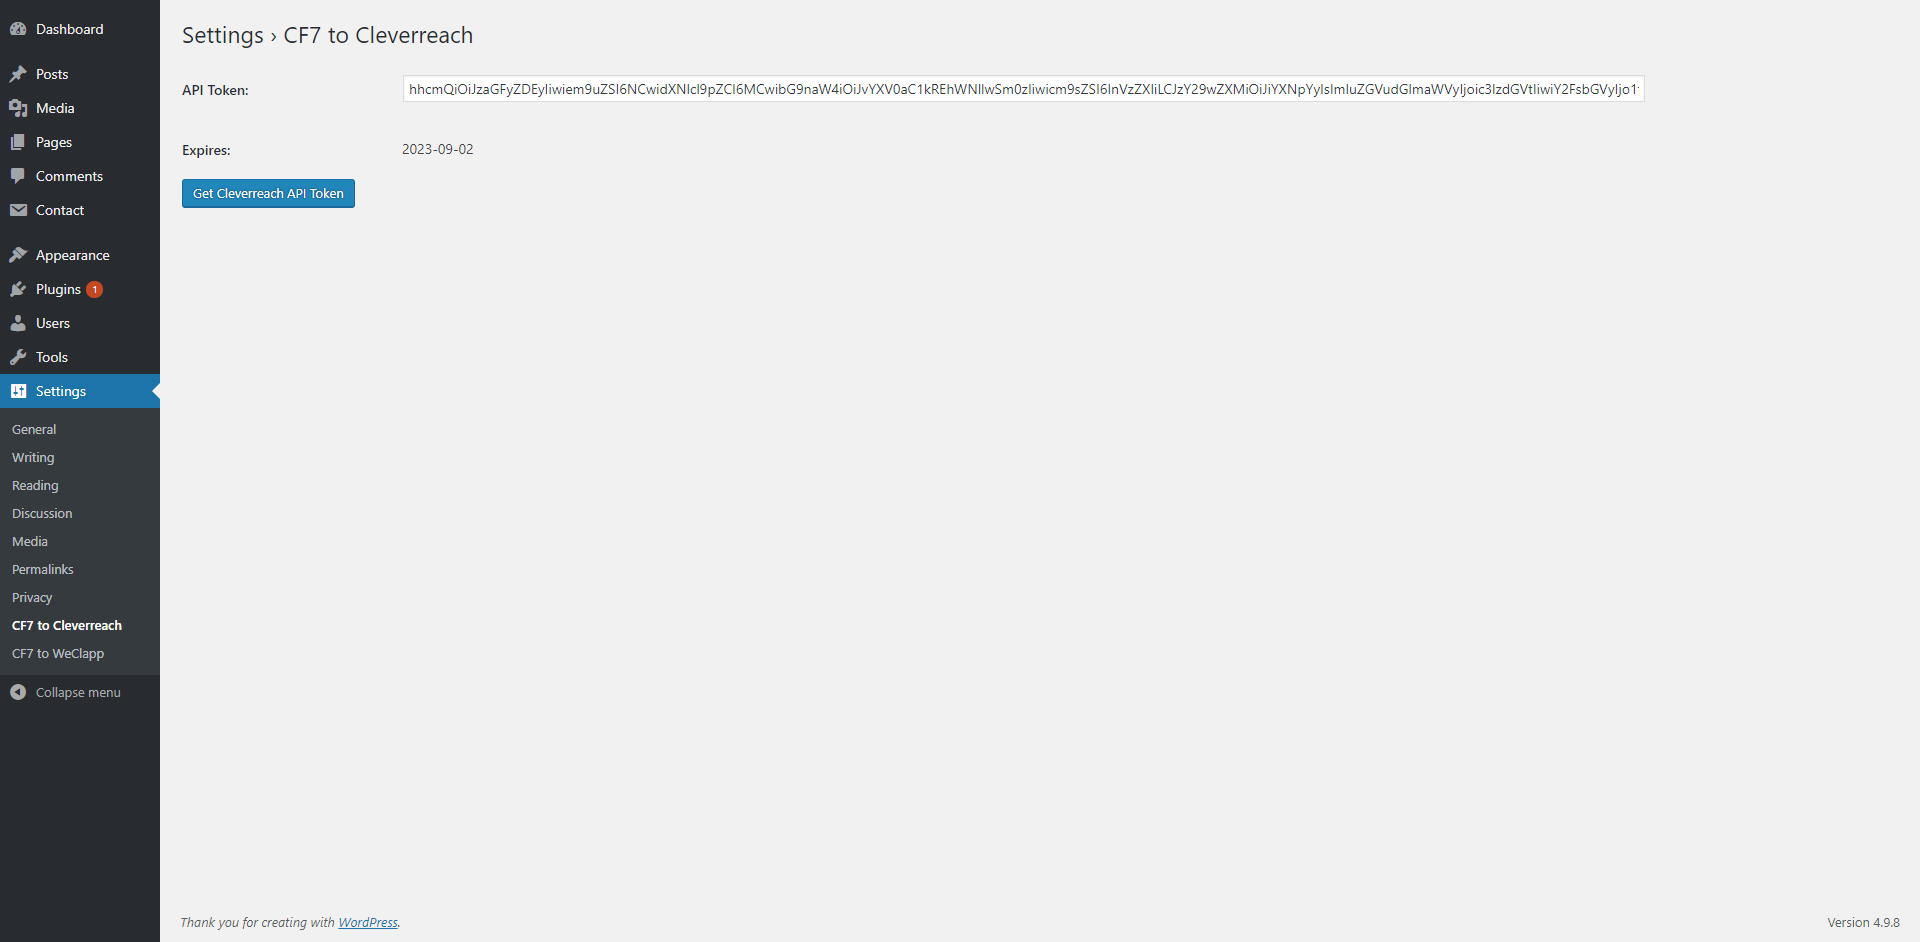 Dashboard
Posts
Media
Pages
Comments
Contact
Appearance
Plugins 1
Users
Tools
Settings
General
Writing
Reading
Discussion
Media
Permalinks
Privacy
CF7 to Cleverreach
CF7 to WeClapp
Collapse menu
Settings › CF7 to Cleverreach
API Token:
Expires: 2023-09-02
Get Cleverreach API Token
Thank you for creating with WordPress.
Version 4.9.8